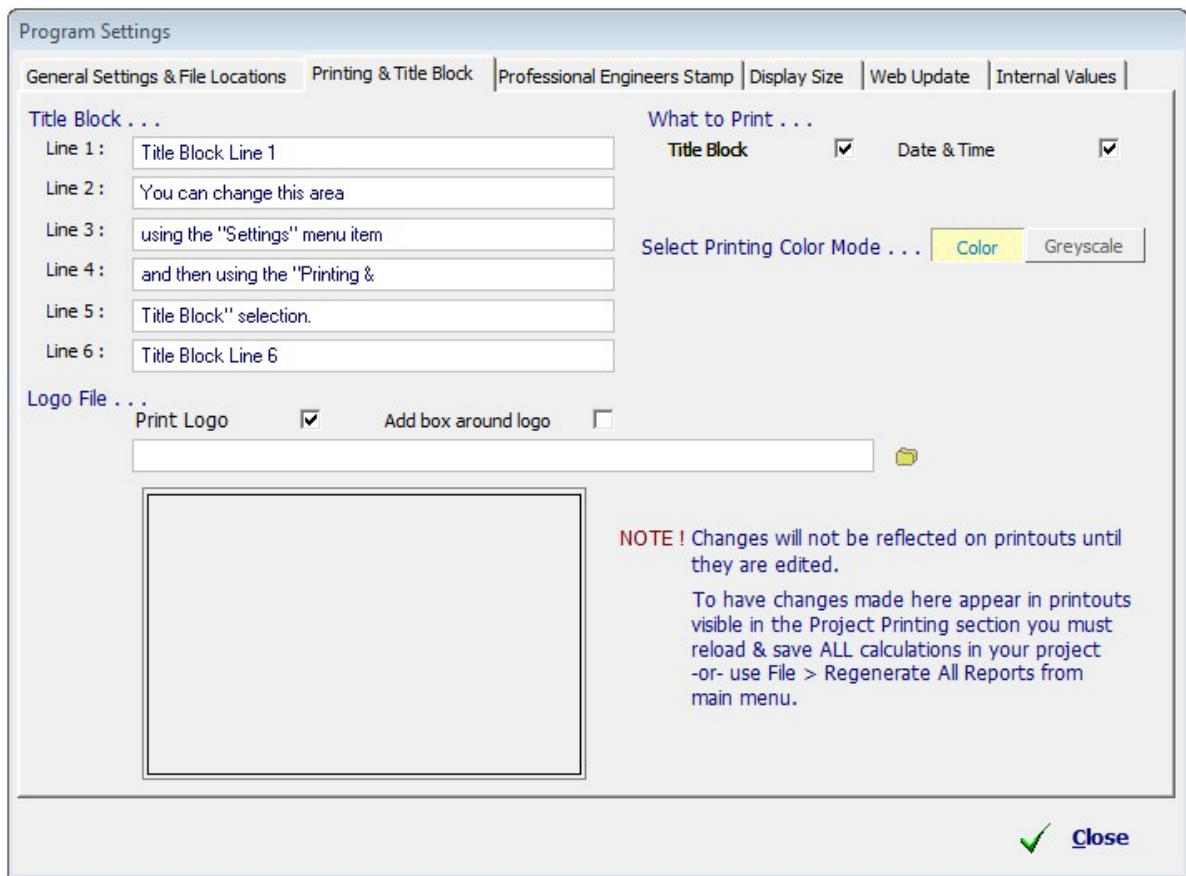 Program Settings
General Settings & File Locations
Printing & Title Block
Professional Engineers Stamp
Display Size
Web Update
Internal Values
Title Block . . .
Line 1 : Title Block Line 1
Line 2 : You can change this area
Line 3 : using the "Settings" menu item
Line 4 : and then using the "Printing &
Line 5 : Title Block" selection.
Line 6 : Title Block Line 6
What to Print . . .
Title Block Date & Time
Select Printing Color Mode . . . Color Greyscale
Logo File . . .
Print Logo Add box around logo
NOTE ! Changes will not be reflected on printouts until
they are edited.
To have changes made here appear in printouts
visible in the Project Printing section you must
reload & save ALL calculations in your project
-or- use File > Regenerate All Reports from
main menu.
Close